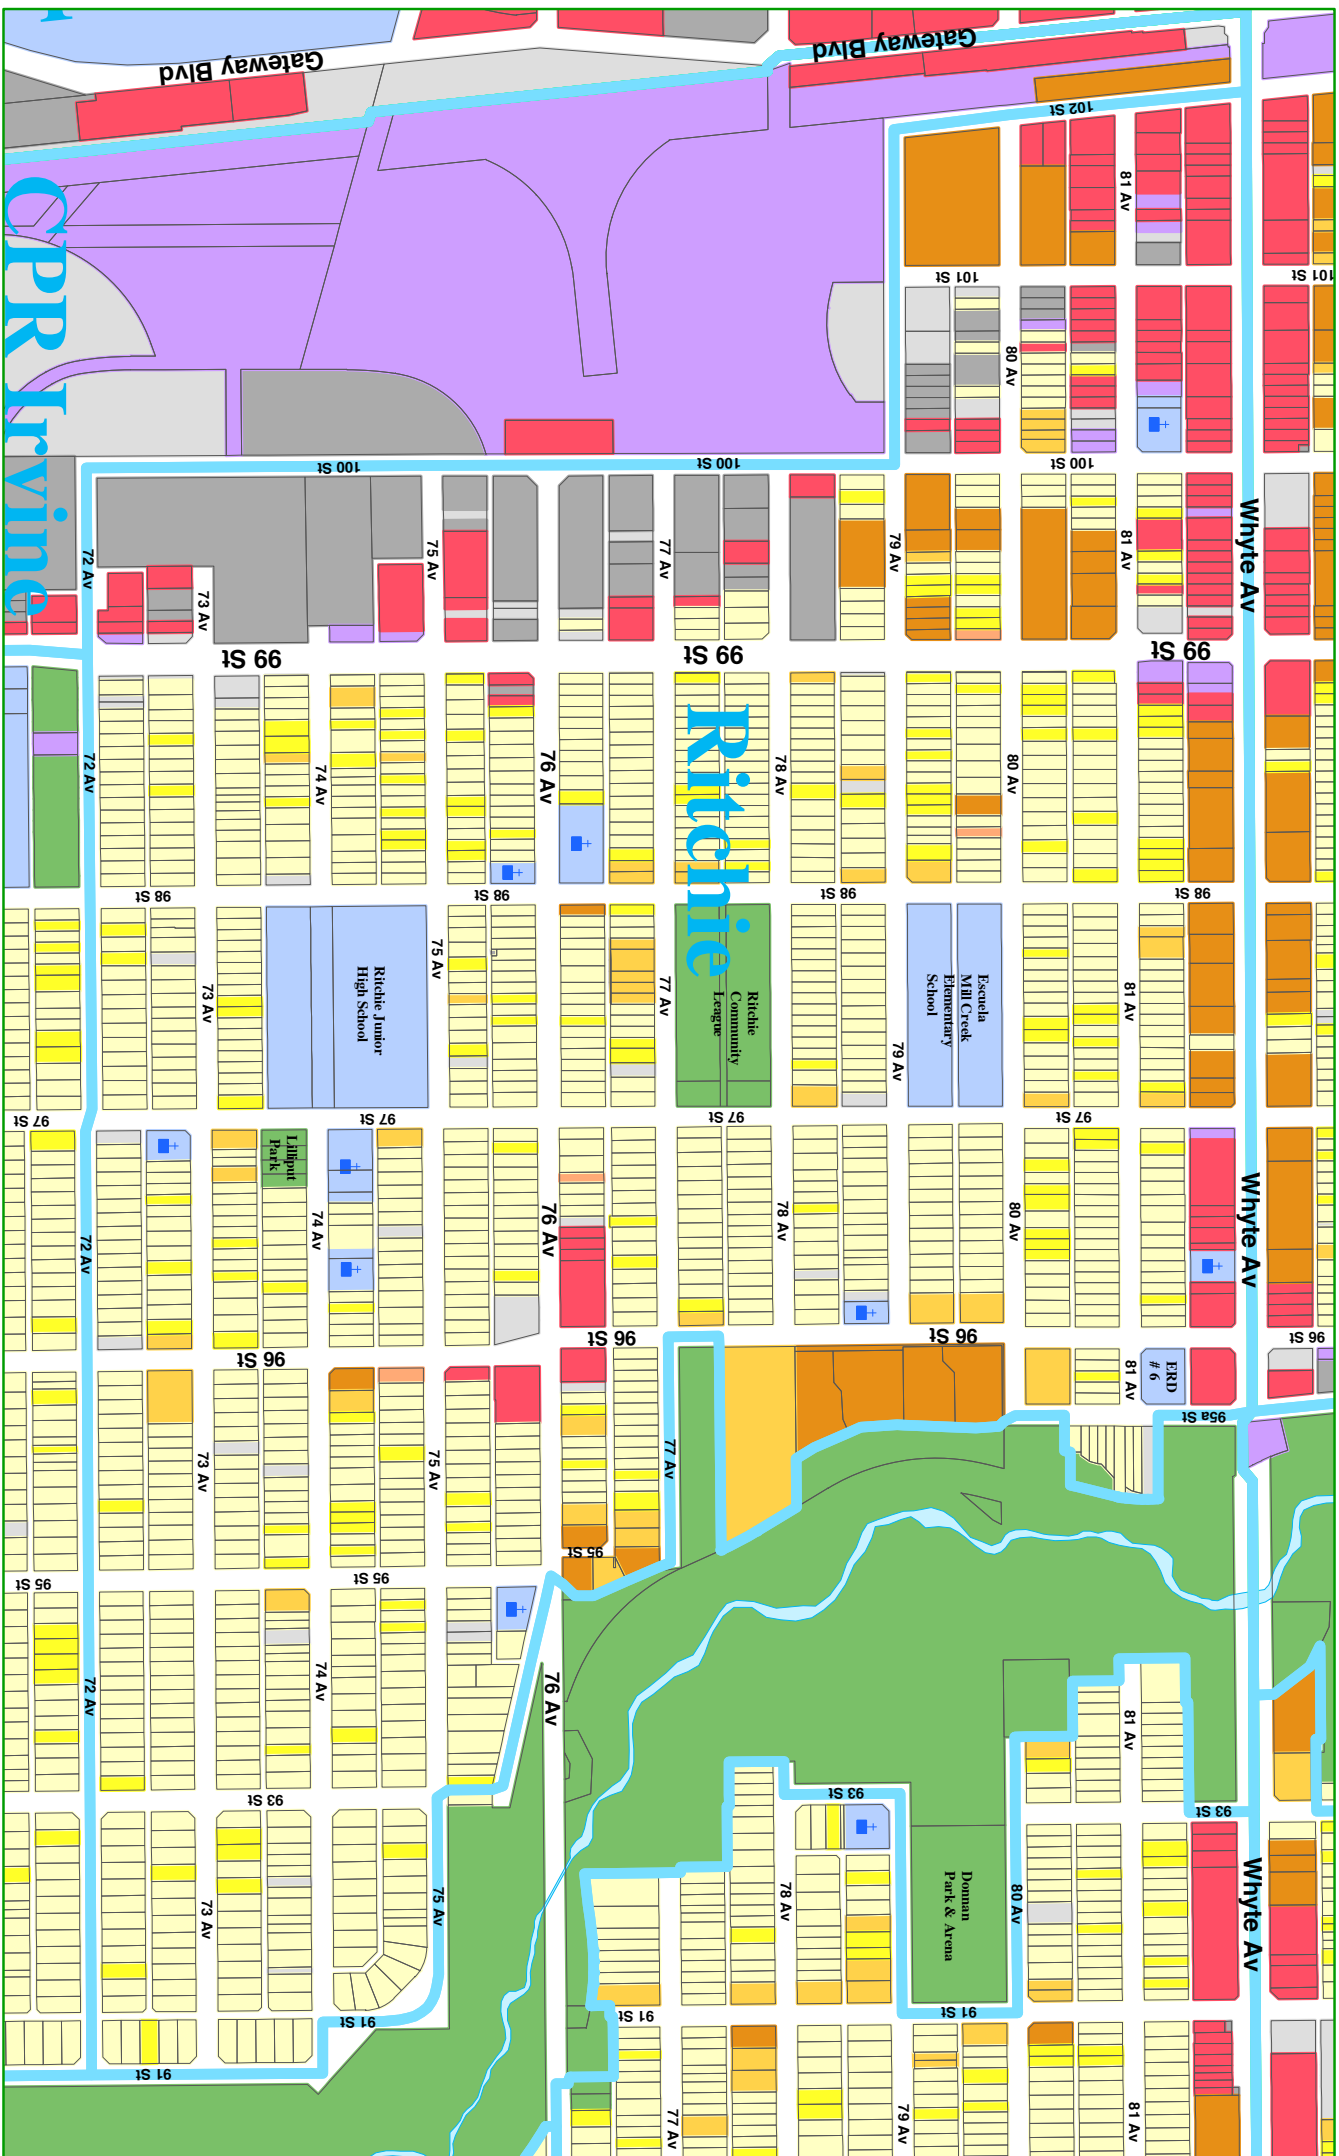 Gateway Blvd
Gateway Blvd
102 St
81 Av
CPR Irvine
101 St
101 St
80 Av
100 St
100 St
100 St
Whyte Av
72 Av
73 Av
75 Av
77 Av
79 Av
81 Av
99 St
99 St
99 St
Ritchie
72 Av
74 Av
76 Av
78 Av
80 Av
98 St
98 St
98 St
98 St
73 Av
Ritchie Junior
High School
75 Av
77 Av
Ritchie
Community
League
79 Av
Escuela
Mill Creek
Elementary
School
81 Av
97 St
97 St
97 St
97 St
Lilliput
Park
72 Av
74 Av
76 Av
78 Av
80 Av
Whyte Av
96 St
96 St
96 St
96 St
73 Av
75 Av
77 Av
81 Av
ERD
# 6
95a St
95 St
95 St
95 St
72 Av
74 Av
76 Av
81 Av
93 St
93 St
93 St
73 Av
75 Av
78 Av
Donnan
Park & Arena
80 Av
Whyte Av
91 St
91 St
91 St
91 St
77 Av
79 Av
81 Av